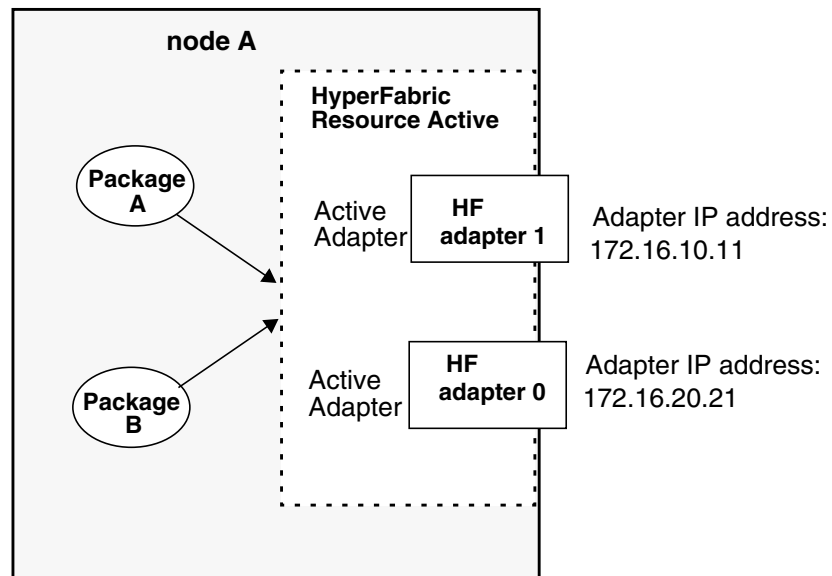 node A
HyperFabric
Resource Active
Package
A
Active
Adapter
HF
adapter 1
Adapter IP address:
172.16.10.11
Package
B
Active
Adapter
HF
adapter 0
Adapter IP address:
172.16.20.21